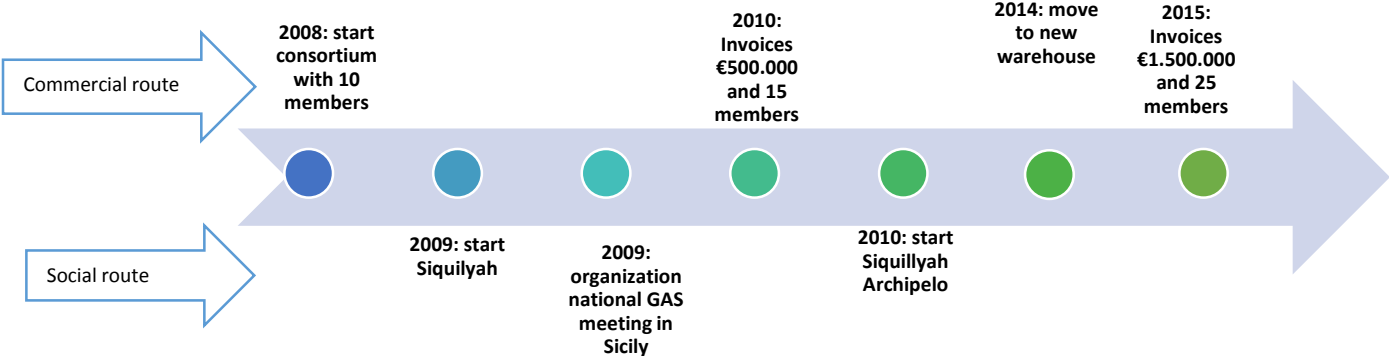 Commercial route
2008: start
consortium
with 10
members
2010:
Invoices
€500.000
and 15
members
2014: move
to new
warehouse
2015:
Invoices
€1.500.000
and 25
members
Social route
2009: start
Siquilyah
2009:
organization
national GAS
meeting in
Sicily
2010: start
Siquillyah
Archipelo